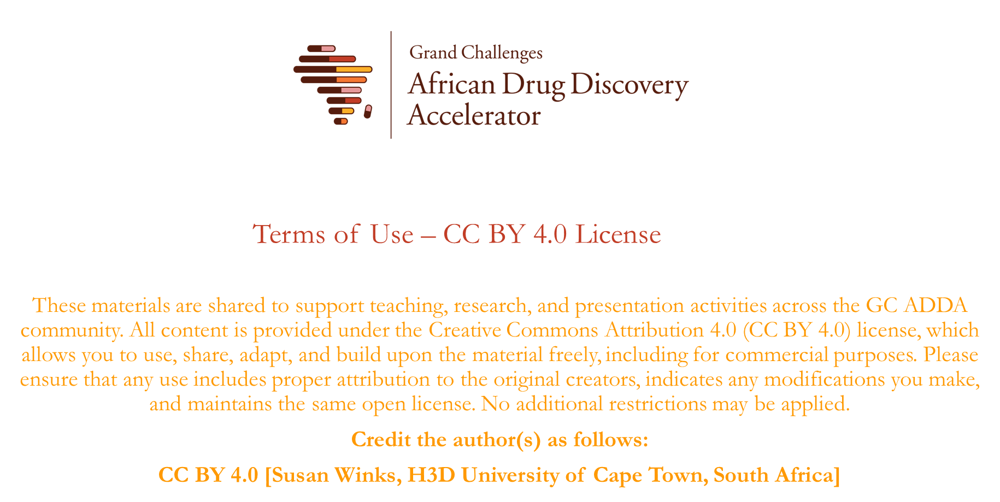 Grand Challenges
African Drug Discovery
Accelerator
Terms of Use – CC BY 4.0 License
These materials are shared to support teaching, research, and presentation activities across the GC ADDA
community. All content is provided under the Creative Commons Attribution 4.0 (CC BY 4.0) license, which
allows you to use, share, adapt, and build upon the material freely, including for commercial purposes. Please
ensure that any use includes proper attribution to the original creators, indicates any modifications you make,
and maintains the same open license. No additional restrictions may be applied.
Credit the author(s) as follows:
CC BY 4.0 [Susan Winks, H3D University of Cape Town, South Africa]